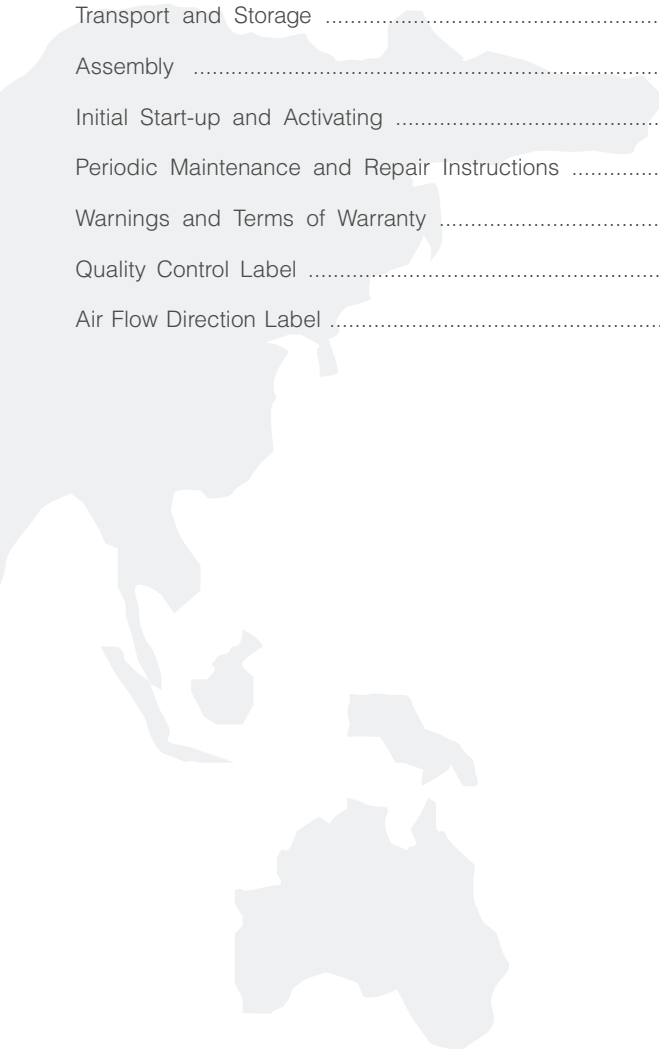 Transport and Storage ........................................................
Assembly ..............................................................................
Initial Start-up and Activating ............................................
Periodic Maintenance and Repair Instructions ..............
Warnings and Terms of Warranty .....................................
Quality Control Label ...........................................................
Air Flow Direction Label .......................................................